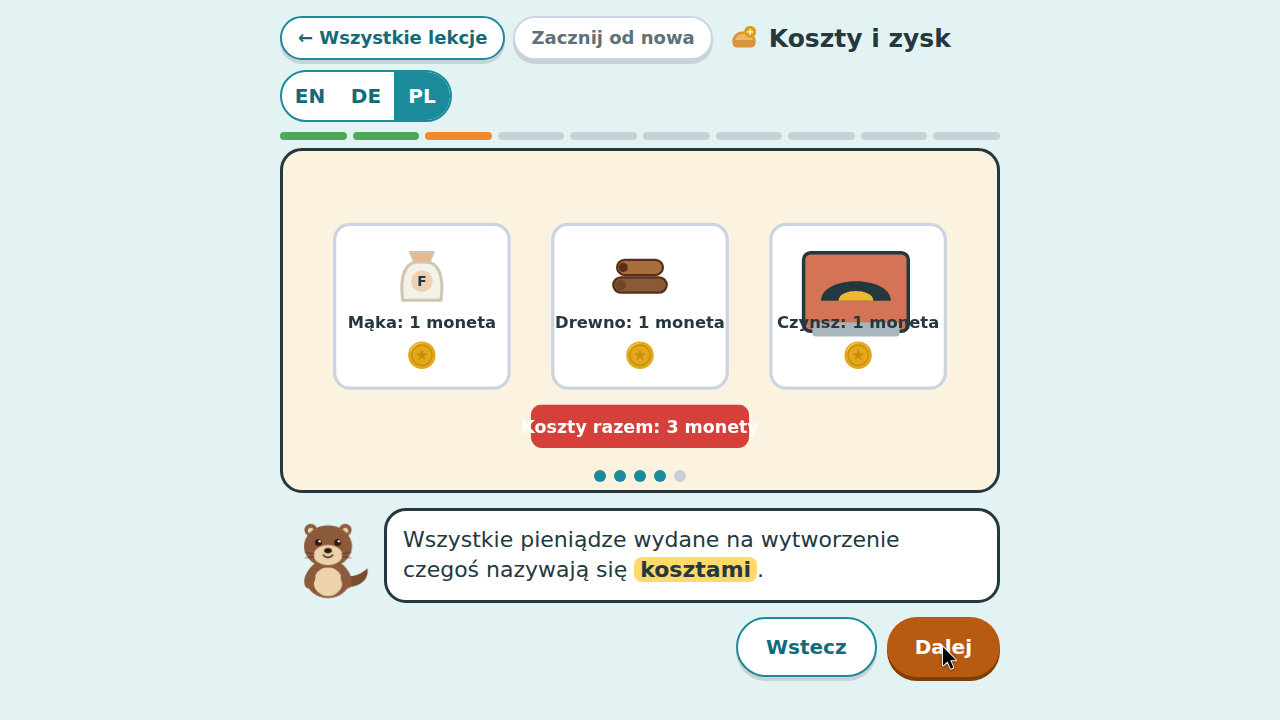 ← Wszystkie lekcje
Zacznij od nowa
Koszty i zysk
EN DE PL
F
Mąka: 1 moneta
Drewno: 1 moneta
Czynsz: 1 moneta
Koszty razem: 3 monety
Wszystkie pieniądze wydane na wytworzenie
czegoś nazywają się kosztami.
Wstecz
Dalej